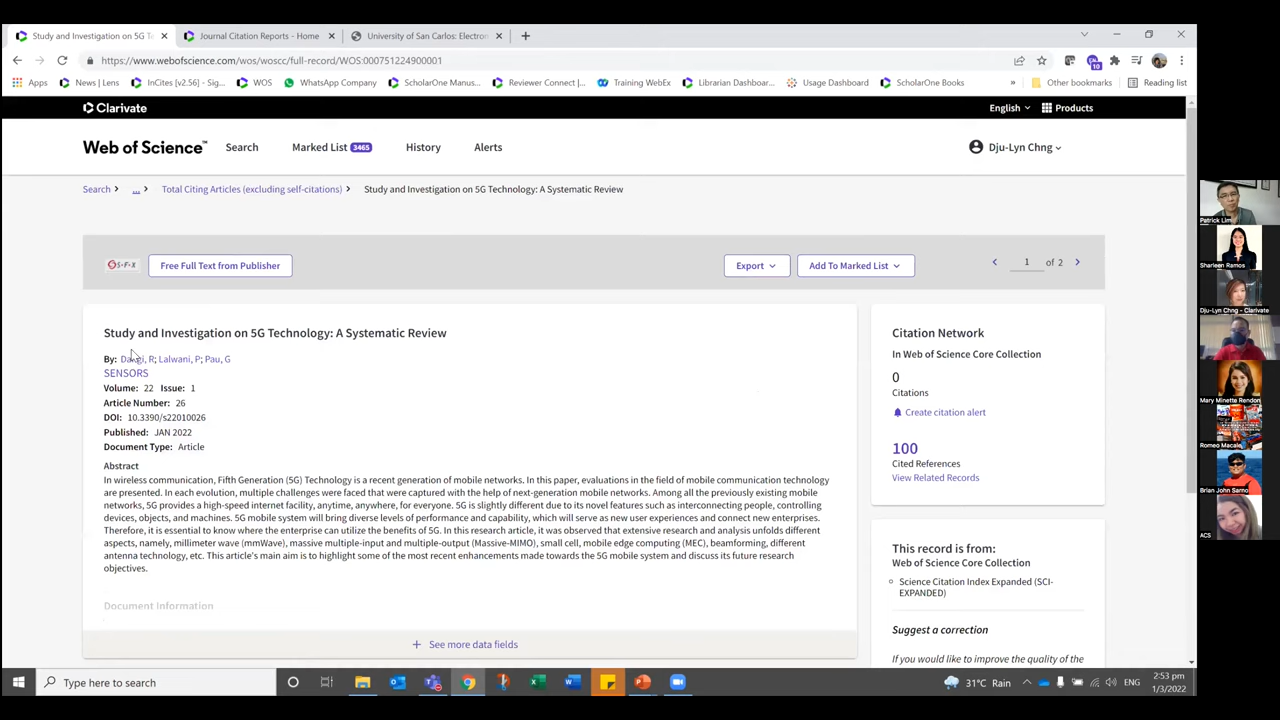 Study and Investigation on 5G Te
Journal Citation Reports - Home
University of San Carlos: Electron
https://www.webofscience.com/wos/woscc/full-record/WOS:000751224900001
10
Apps
News | Lens
InCites [v2.56] - Sig...
WOS
WhatsApp Company
ScholarOne Manus...
Reviewer Connect |...
Training WebEx
Librarian Dashboar...
Usage Dashboard
ScholarOne Books
»
Other bookmarks
Reading list
Clarivate
English
Products
Web of Science™
Search
Marked List 3465
History
Alerts
Dju-Lyn Chng
Search
...
Total Citing Articles (excluding self-citations)
Study and Investigation on 5G Technology: A Systematic Review
S·F·X
Free Full Text from Publisher
Export
Add To Marked List
1 of 2
Study and Investigation on 5G Technology: A Systematic Review
By: Dangi, R; Lalwani, P; Pau, G
SENSORS
Volume: 22 Issue: 1
Article Number: 26
DOI: 10.3390/s22010026
Published: JAN 2022
Document Type: Article
Abstract
In wireless communication, Fifth Generation (5G) Technology is a recent generation of mobile networks. In this paper, evaluations in the field of mobile communication technology
are presented. In each evolution, multiple challenges were faced that were captured with the help of next-generation mobile networks. Among all the previously existing mobile
networks, 5G provides a high-speed internet facility, anytime, anywhere, for everyone. 5G is slightly different due to its novel features such as interconnecting people, controlling
devices, objects, and machines. 5G mobile system will bring diverse levels of performance and capability, which will serve as new user experiences and connect new enterprises.
Therefore, it is essential to know where the enterprise can utilize the benefits of 5G. In this research article, it was observed that extensive research and analysis unfolds different
aspects, namely, millimeter wave (mmWave), massive multiple-input and multiple-output (Massive-MIMO), small cell, mobile edge computing (MEC), beamforming, different
antenna technology, etc. This article's main aim is to highlight some of the most recent enhancements made towards the 5G mobile system and discuss its future research
objectives.
Document Information
+ See more data fields
Citation Network
In Web of Science Core Collection
0
Citations
Create citation alert
100
Cited References
View Related Records
This record is from:
Web of Science Core Collection
Science Citation Index Expanded (SCI-
EXPANDED)
Suggest a correction
If you would like to improve the quality of the
Patrick Lim
Sharleen Ramos
Dju-Lyn Chng - Clarivate
Mary Minette Rendon
Romeo Macale
Brian John Sarno
ACS
Type here to search
31°C Rain
ENG
2:53 pm
1/3/2022